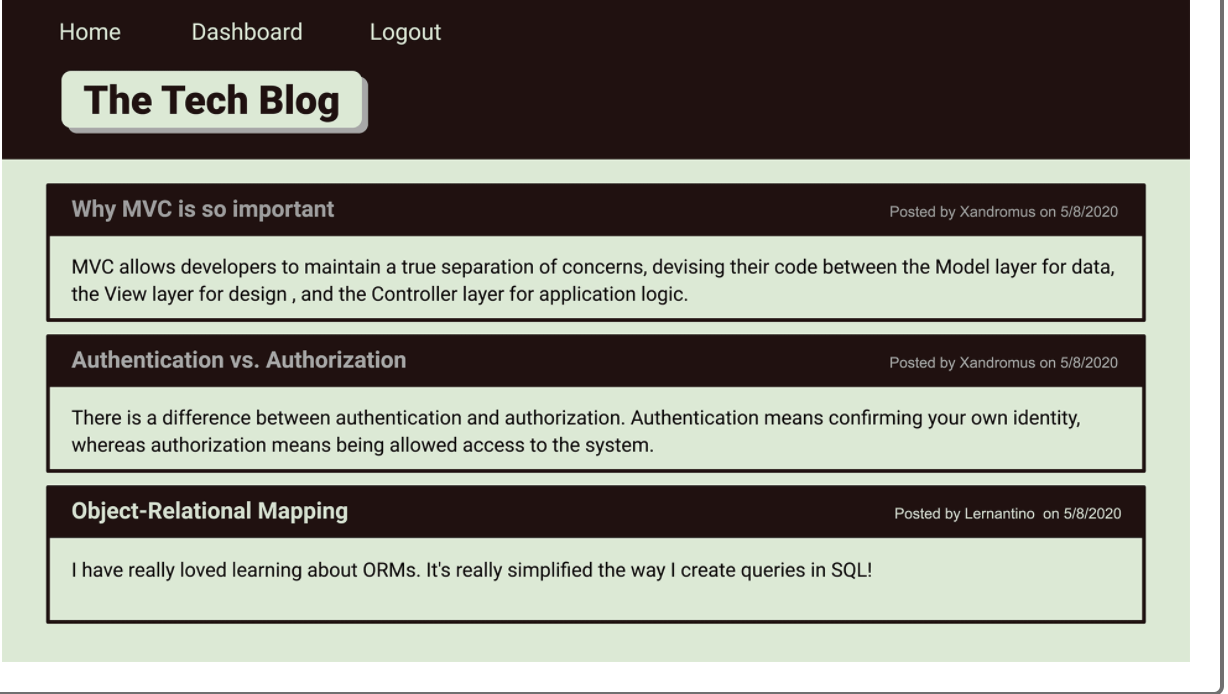 Home Dashboard Logout
The Tech Blog
Why MVC is so important
Posted by Xandromus on 5/8/2020
MVC allows developers to maintain a true separation of concerns, devising their code between the Model layer for data,
the View layer for design , and the Controller layer for application logic.
Authentication vs. Authorization
Posted by Xandromus on 5/8/2020
There is a difference between authentication and authorization. Authentication means confirming your own identity,
whereas authorization means being allowed access to the system.
Object-Relational Mapping
Posted by Lernantino  on 5/8/2020
I have really loved learning about ORMs. It's really simplified the way I create queries in SQL!